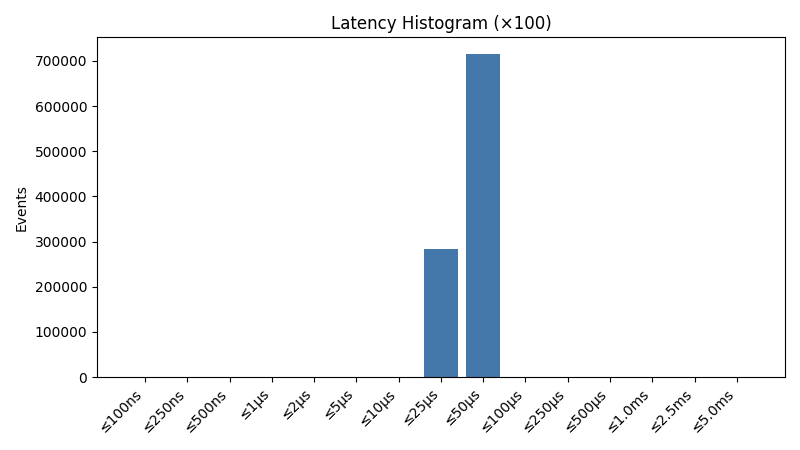 Latency Histogram (×100)
Events
700000
600000
500000
400000
300000
200000
100000
0
≤100ns
≤250ns
≤500ns
≤1µs
≤2µs
≤5µs
≤10µs
≤25µs
≤50µs
≤100µs
≤250µs
≤500µs
≤1.0ms
≤2.5ms
≤5.0ms